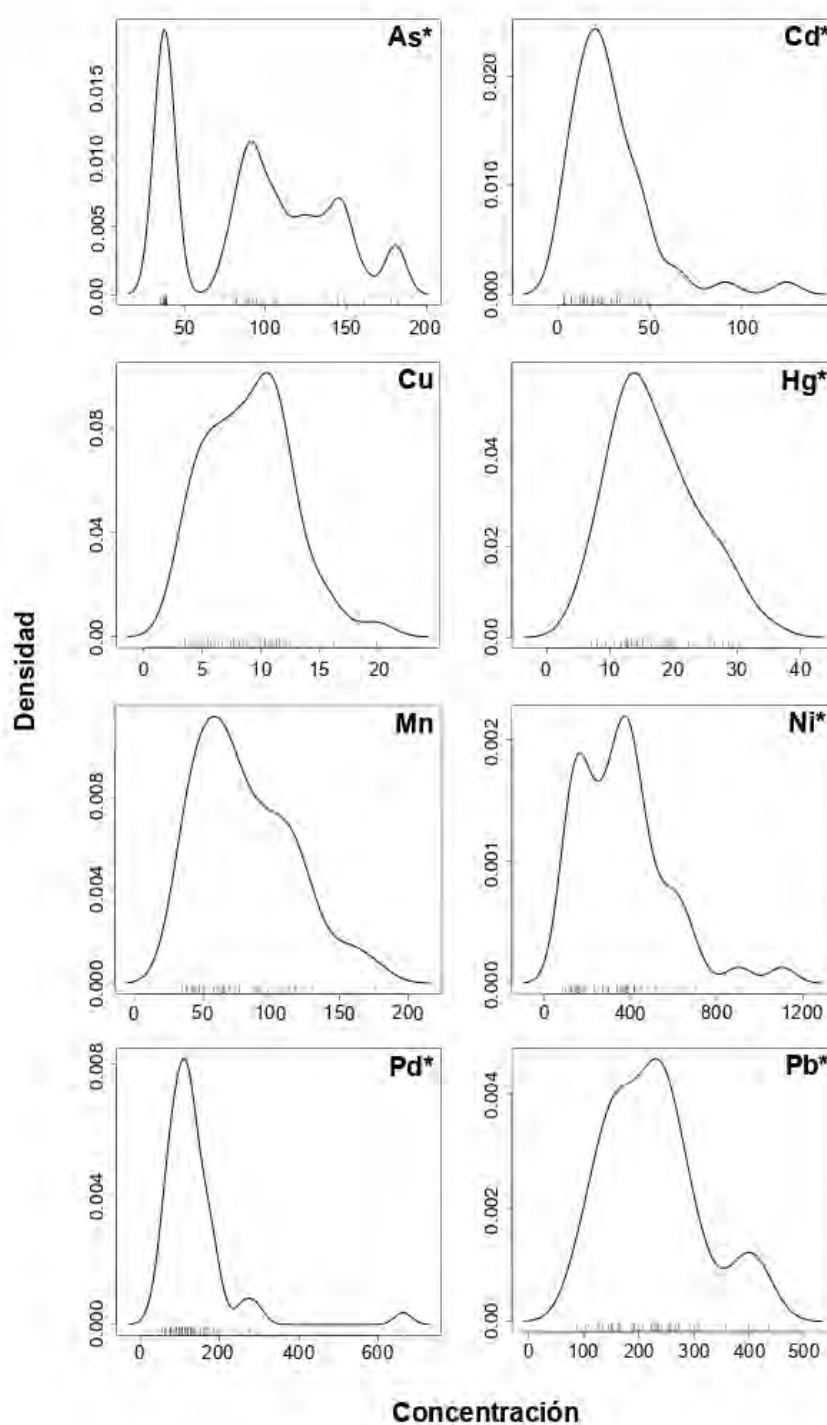 As*
Cd*
0.00 0.005 0.010 0.015
0.000 0.010 0.020
50 100 150 200
0 50 100
Cu
Hg*
0.00 0.04 0.08
0.00 0.02 0.04
0 5 10 20
0 10 20 30 40
Densidad
Mn
Ni*
0.000 0.004 0.008
0.000 0.001 0.002
0 50 100 150 200
0 400 800 1200
Pd*
Pb*
0.000 0.004 0.008
0.000 0.002 0.004
0 200 400 600
0 100 200 300 400 500
Concentración